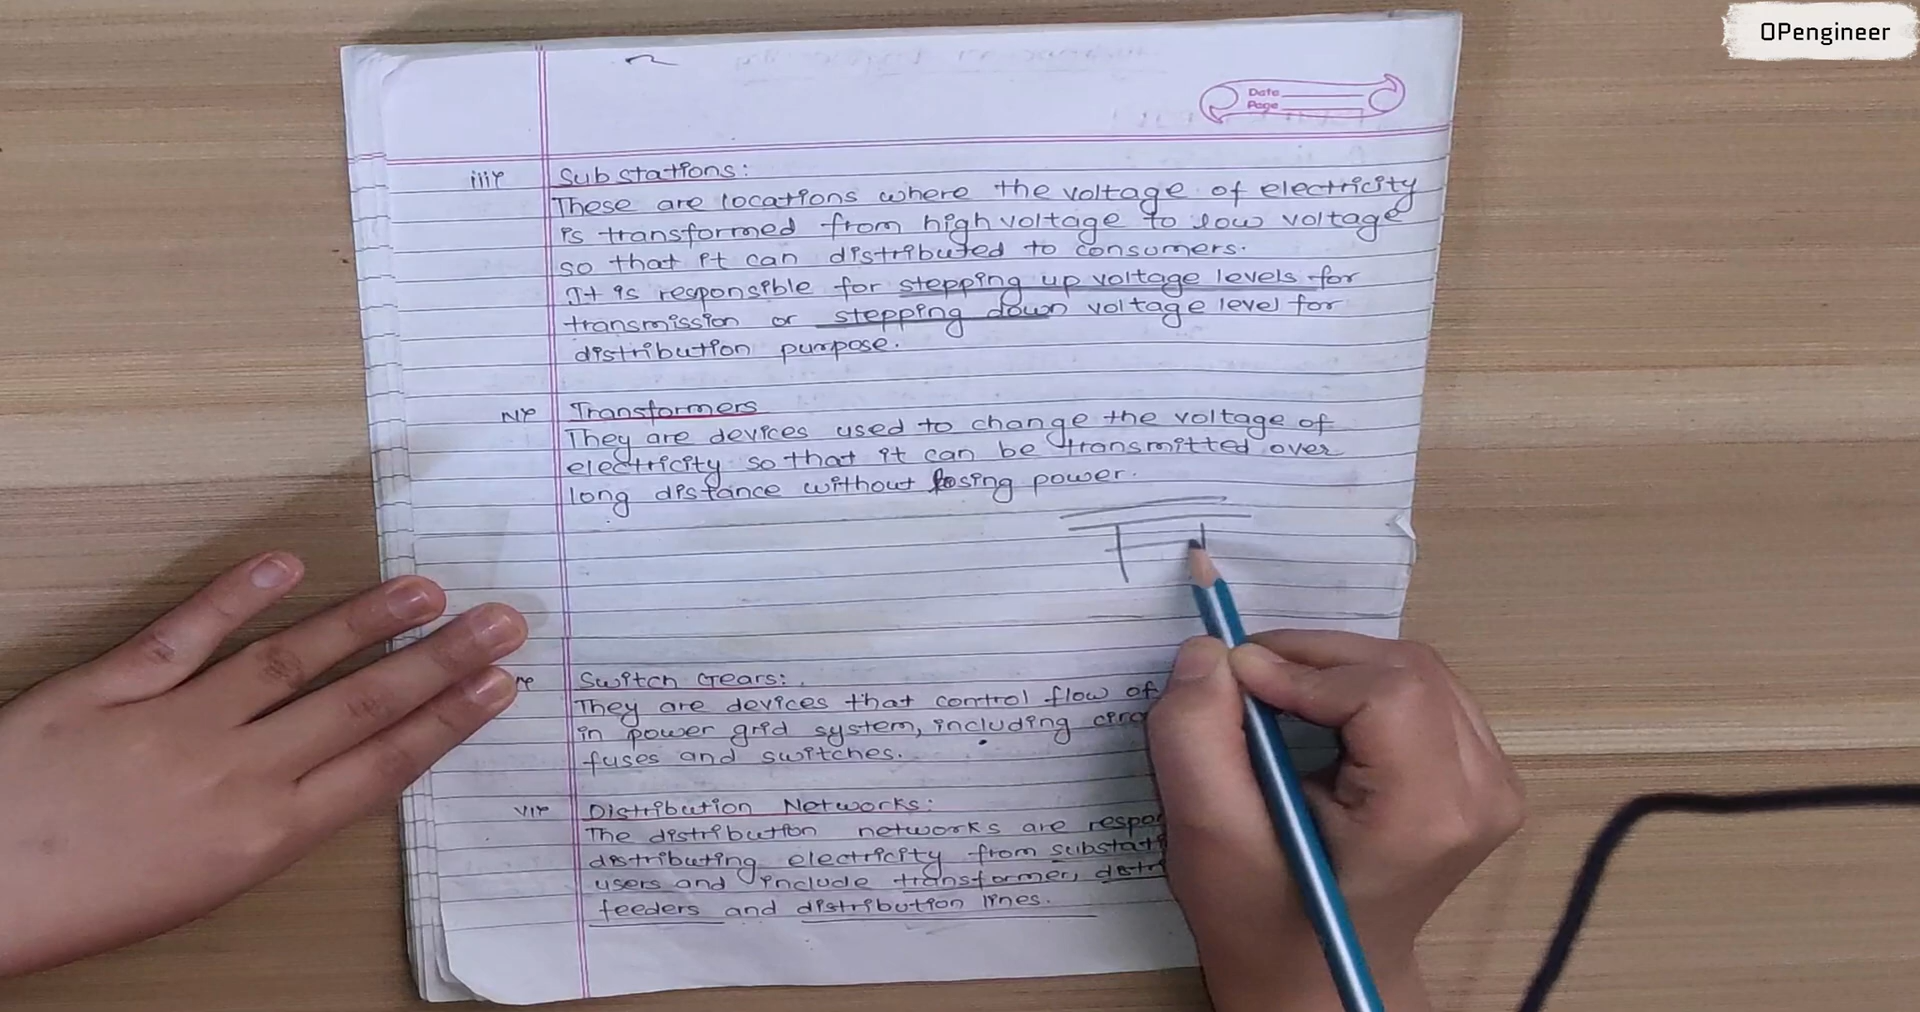 OPengineer
Date
Page
iii)
Substations:
These are locations where the voltage of electricity
is transformed from high voltage to low voltage
so that it can distributed to consumers.
It is responsible for stepping up voltage levels for
transmission or stepping down voltage level for
distribution purpose.
iv)
Transformers
They are devices used to change the voltage of
electricity so that it can be transmitted over
long distance without losing power.
Switch Gears:
They are devices that control flow of
in power grid system, including
fuses and switches.
vi)
Distribution Networks:
The distribution networks are
distributing electricity from
users and include transformer,
feeders and distribution lines.